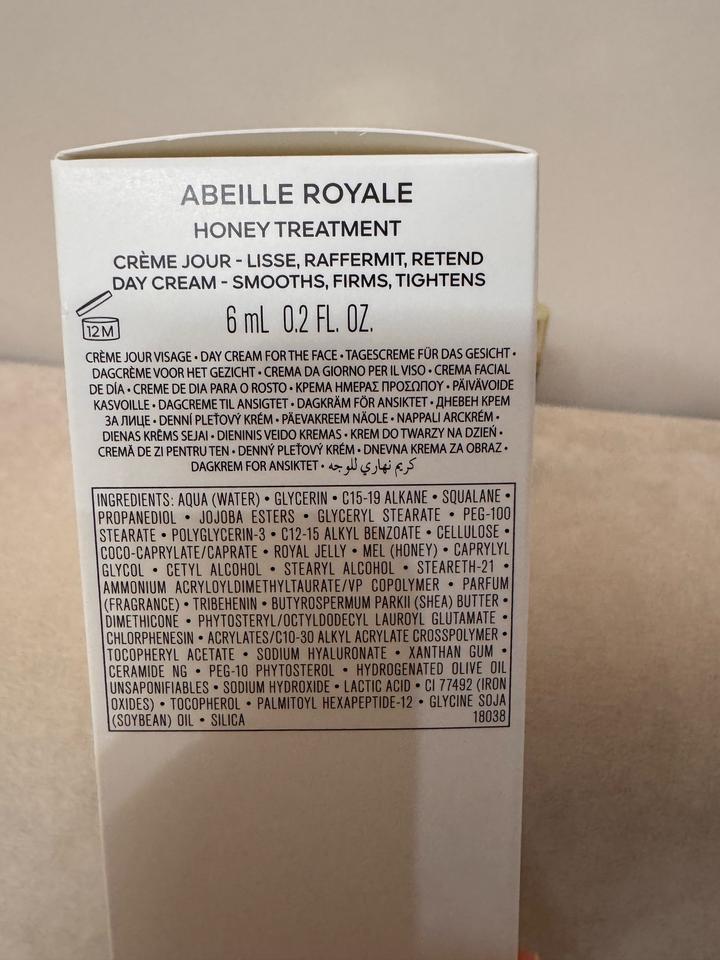 ABEILLE ROYALE
HONEY TREATMENT
CRÈME JOUR - LISSE, RAFFERMIT, RETEND
DAY CREAM - SMOOTHS, FIRMS, TIGHTENS
12M
6 mL 0.2 FL. OZ.
CRÈME JOUR VISAGE • DAY CREAM FOR THE FACE • TAGESCREME FÜR DAS GESICHT •
DAGCRÈME VOOR HET GEZICHT • CREMA DA GIORNO PER IL VISO • CREMA FACIAL
DE DÍA • CREME DE DIA PARA O ROSTO • ΚΡΕΜΑ ΗΜΕΡΑΣ ΠΡΟΣΩΠΟΥ • PÄIVÄVOIDE
KASVOILLE • DAGCREME TIL ANSIGTET • DAGKRÄM FÖR ANSIKTET • ДНЕВЕН КРЕМ
ЗА ЛИЦЕ • DENNÍ PLEŤOVÝ KRÉM • PÄEVAKREEM NÄOLE • NAPPALI ARCKRÉM •
DIENAS KRĒMS SEJAI • DIENINIS VEIDO KREMAS • KREM DO TWARZY NA DZIEŃ •
CREMĂ DE ZI PENTRU TEN • DENNÝ PLEŤOVÝ KRÉM • DNEVNA KREMA ZA OBRAZ •
DAGKREM FOR ANSIKTET • كريم نهاري للوجه
INGREDIENTS: AQUA (WATER) • GLYCERIN • C15-19 ALKANE • SQUALANE •
PROPANEDIOL • JOJOBA ESTERS • GLYCERYL STEARATE • PEG-100
STEARATE • POLYGLYCERIN-3 • C12-15 ALKYL BENZOATE • CELLULOSE •
COCO-CAPRYLATE/CAPRATE • ROYAL JELLY • MEL (HONEY) • CAPRYLYL
GLYCOL • CETYL ALCOHOL • STEARYL ALCOHOL • STEARETH-21 •
AMMONIUM ACRYLOYLDIMETHYLTAURATE/VP COPOLYMER • PARFUM
(FRAGRANCE) • TRIBEHENIN • BUTYROSPERMUM PARKII (SHEA) BUTTER •
DIMETHICONE • PHYTOSTERYL/OCTYLDODECYL LAUROYL GLUTAMATE •
CHLORPHENESIN • ACRYLATES/C10-30 ALKYL ACRYLATE CROSSPOLYMER •
TOCOPHERYL ACETATE • SODIUM HYALURONATE • XANTHAN GUM •
CERAMIDE NG • PEG-10 PHYTOSTEROL • HYDROGENATED OLIVE OIL
UNSAPONIFIABLES • SODIUM HYDROXIDE • LACTIC ACID • CI 77492 (IRON
OXIDES) • TOCOPHEROL • PALMITOYL HEXAPEPTIDE-12 • GLYCINE SOJA
(SOYBEAN) OIL • SILICA 18038